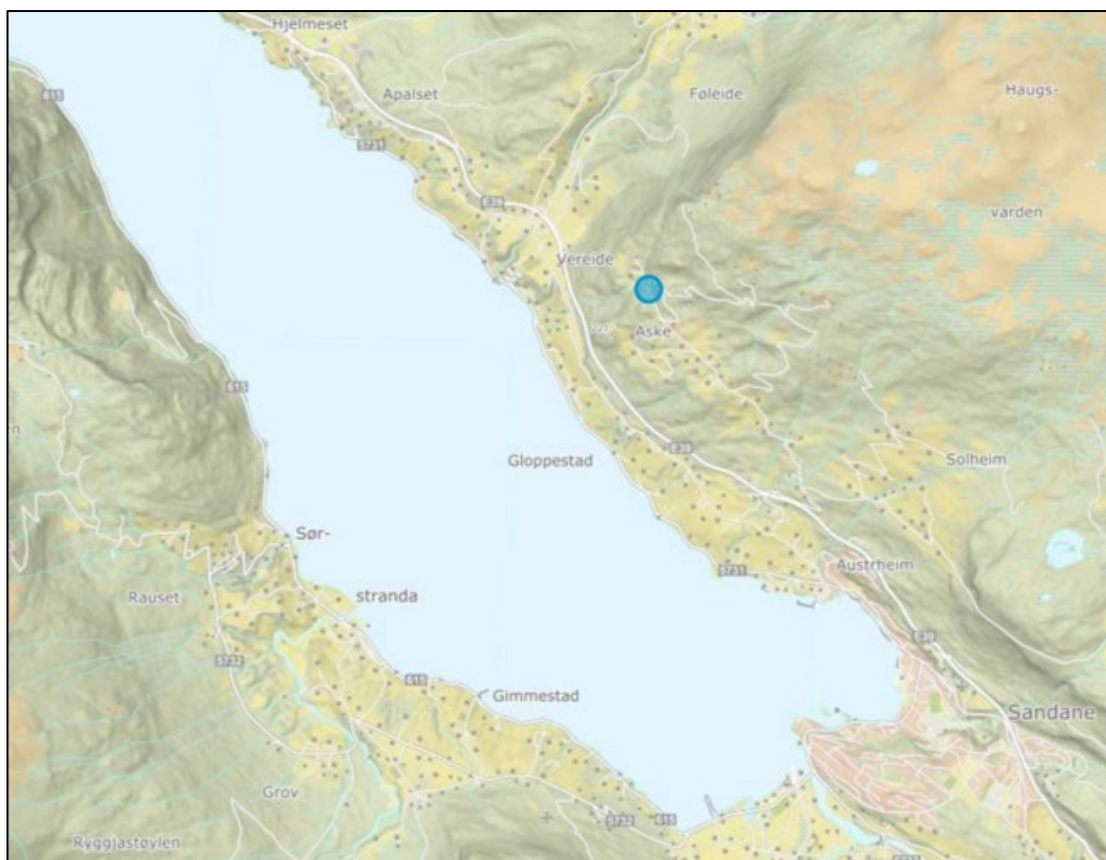 Hjelmeset
615
Apalset
Føleide
Haugs-
5731
E39
varden
Vereide
Aske
615
E39
Gloppestad
Solheim
Sør-
Austrheim
5731
Rauset
stranda
E39
5732
615
Gimmestad
Sandane
Grov
5732
615
Ryggjastøylen